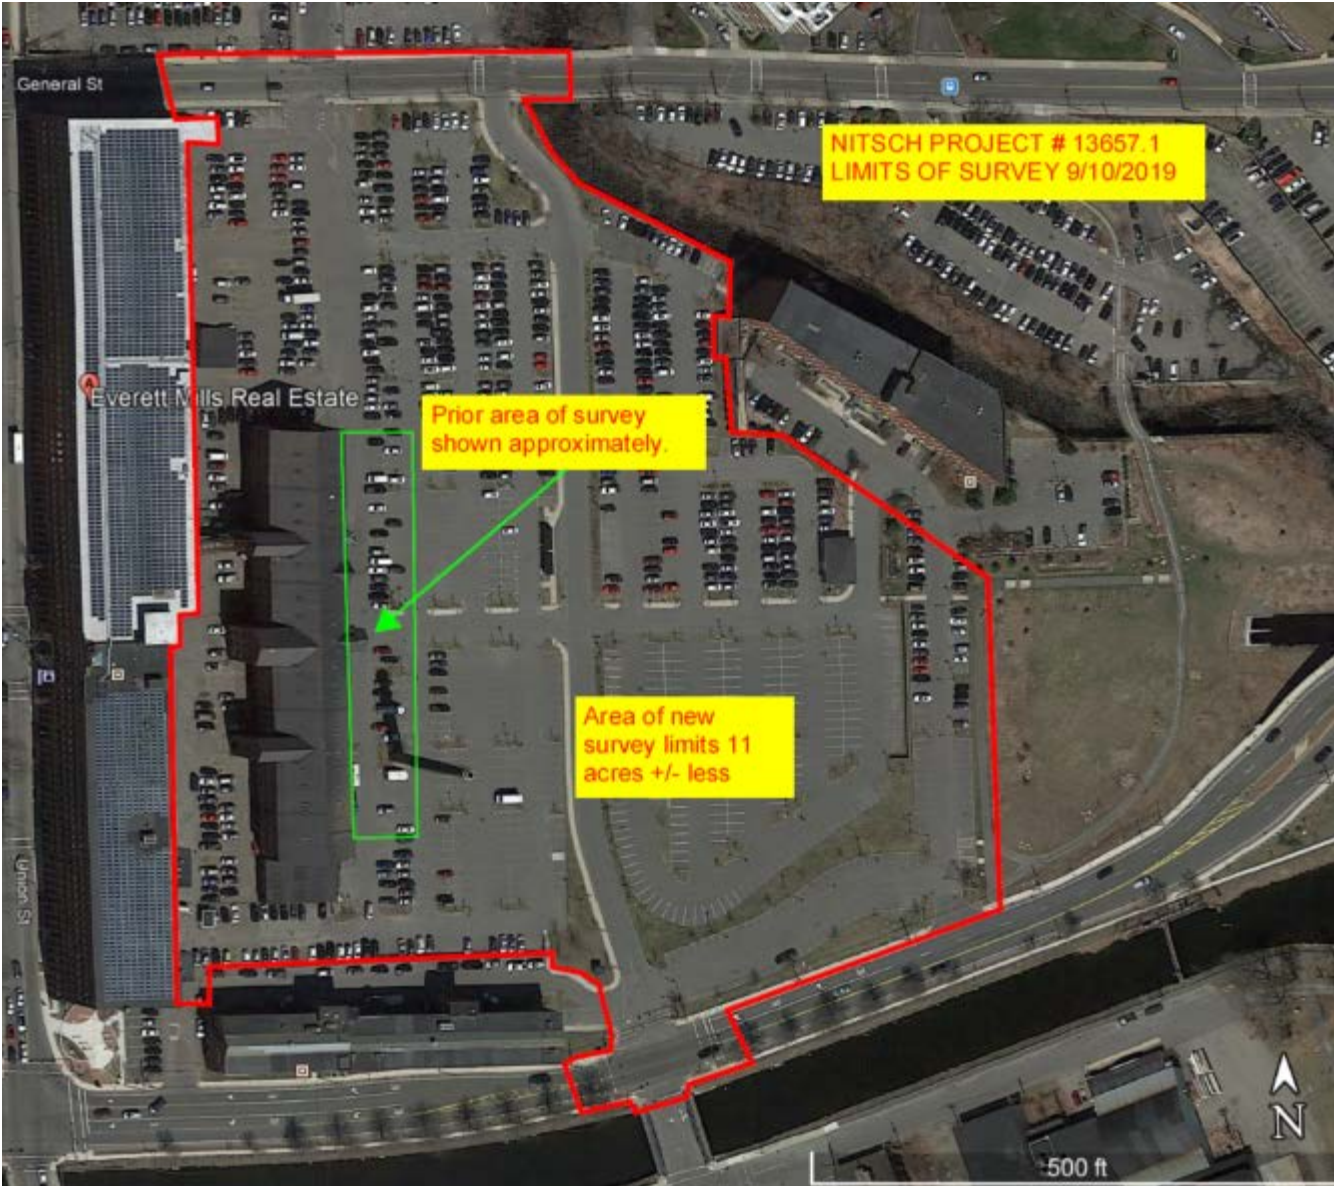 General St
NITSCH PROJECT # 13657.1
LIMITS OF SURVEY 9/10/2019
A
Everett Mills Real Estate
Prior area of survey
shown approximately.
Area of new
survey limits 11
acres +/- less
Union St
N
500 ft